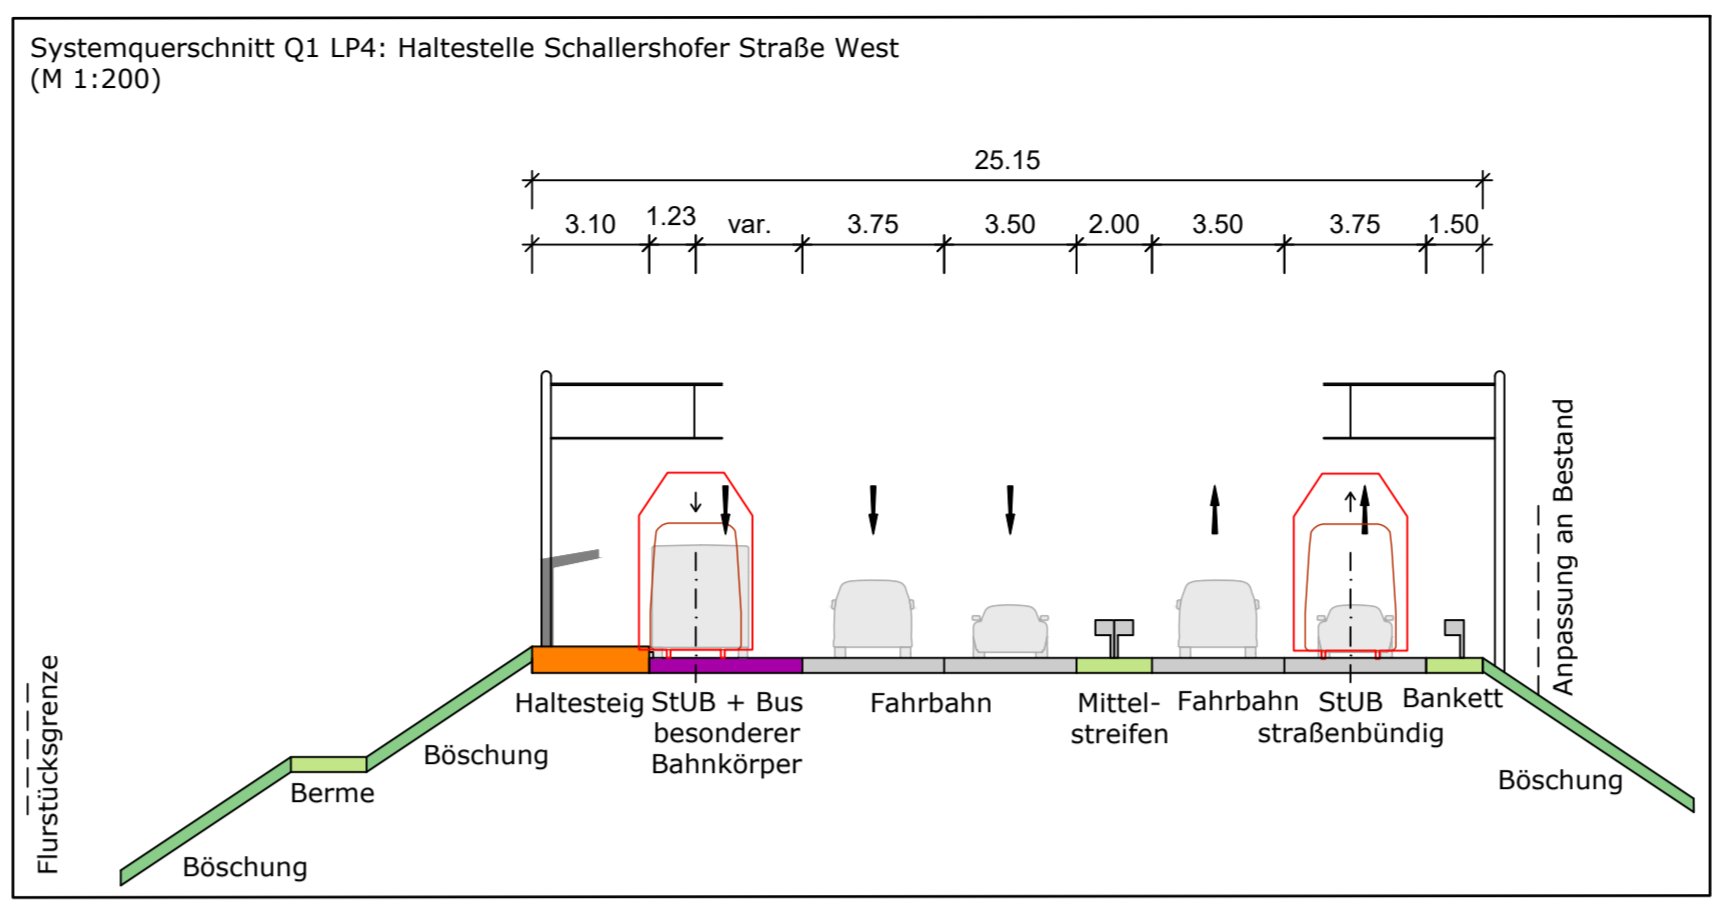 Systemquerschnitt Q1 LP4: Haltestelle Schallershofer Straße West
(M 1:200)
25.15
3.10
1.23
var.
3.75
3.50
2.00
3.50
3.75
1.50
Anpassung an Bestand
Flurstücksgrenze
Haltesteig
StUB + Bus
besonderer
Bahnkörper
Fahrbahn
Mittel-
streifen
Fahrbahn
StUB
straßenbündig
Bankett
Böschung
Berme
Böschung
Böschung